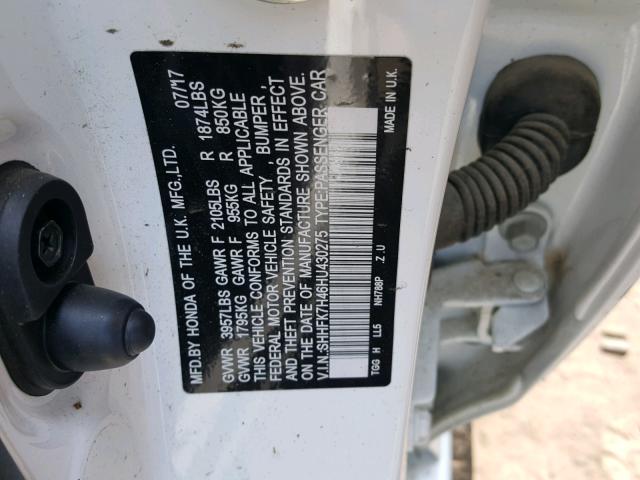 MFD.BY HONDA OF THE U.K. MFG.,LTD. 07/17
GVWR 3957LBS GAWR F 2105LBS R 1874LBS
GVWR 1795KG GAWR F 955KG R 850KG
THIS VEHICLE CONFORMS TO ALL APPLICABLE
FEDERAL MOTOR VEHICLE SAFETY , BUMPER ,
AND THEFT PREVENTION STANDARDS IN EFFECT
ON THE DATE OF MANUFACTURE SHOWN ABOVE.
V.I.N.:SHHFK7H46HU430275 TYPE:PASSENGER CAR
TGG H LL5 NH788P .Z.U MADE IN U.K.